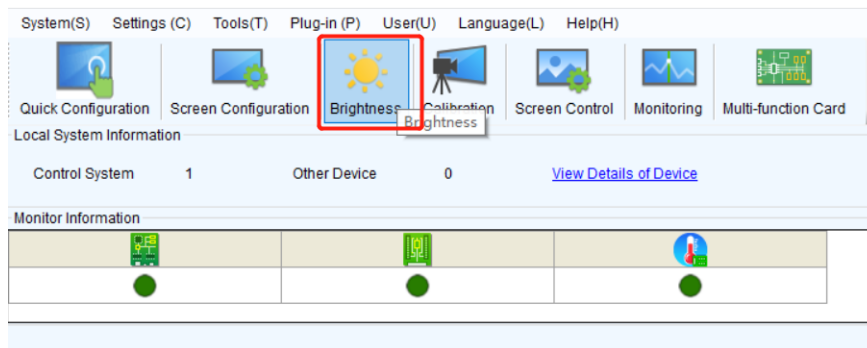 System(S) Settings (C) Tools(T) Plug-in (P) User(U) Language(L) Help(H)
Quick Configuration Screen Configuration Brightness Calibration Screen Control Monitoring Multi-function Card
Brightness
Local System Information
Control System 1 Other Device 0 View Details of Device
Monitor Information